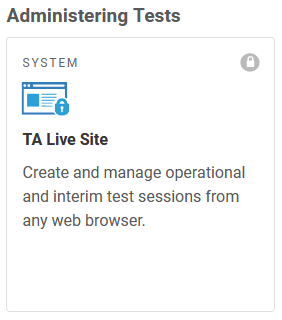 Administering Tests
SYSTEM
TA Live Site
Create and manage operational
and interim test sessions from
any web browser.